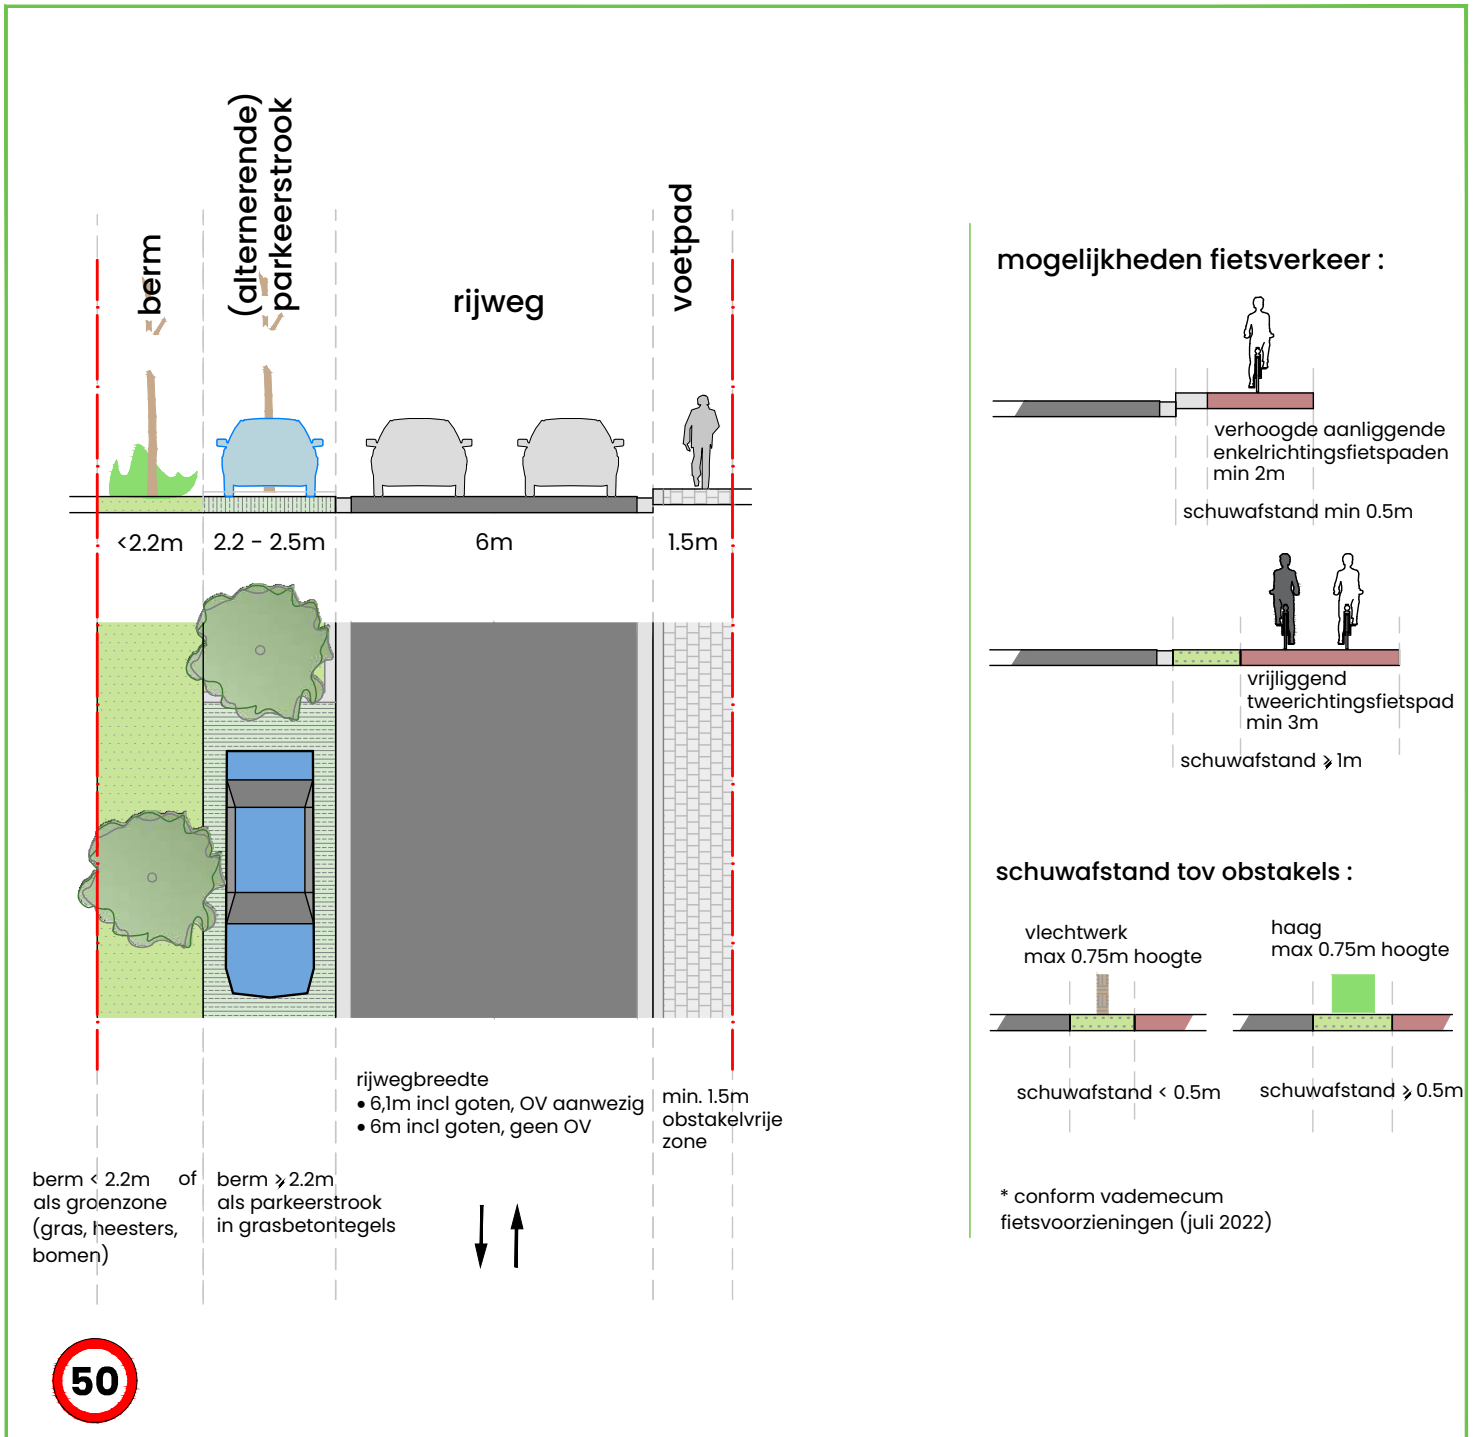 berm
(alternerende)
parkeerstrook
rijweg
voetpad
<2.2m
2.2 - 2.5m
6m
1.5m
rijwegbreedte
• 6,1m incl goten, OV aanwezig
• 6m incl goten, geen OV
min. 1.5m
obstakelvrije
zone
berm < 2.2m of
als groenzone
(gras, heesters,
bomen)
berm ⩾ 2.2m
als parkeerstrook
in grasbetontegels
50
mogelijkheden fietsverkeer :
verhoogde aanliggende
enkelrichtingsfietspaden
min 2m
schuwafstand min 0.5m
vrijliggend
tweerichtingsfietspad
min 3m
schuwafstand ⩾ 1m
schuwafstand tov obstakels :
vlechtwerk
max 0.75m hoogte
schuwafstand < 0.5m
haag
max 0.75m hoogte
schuwafstand ⩾ 0.5m
* conform vademecum
fietsvoorzieningen (juli 2022)